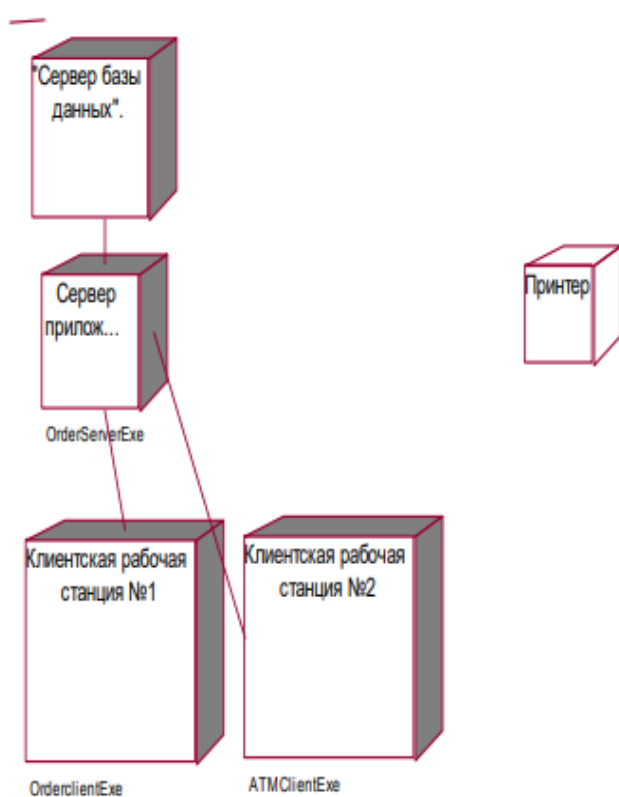 "Сервер базы
данных".
Сервер
прилож...
Принтер
OrderServerExe
Клиентская рабочая
станция №1
Клиентская рабочая
станция №2
OrderclientExe
ATMClientExe